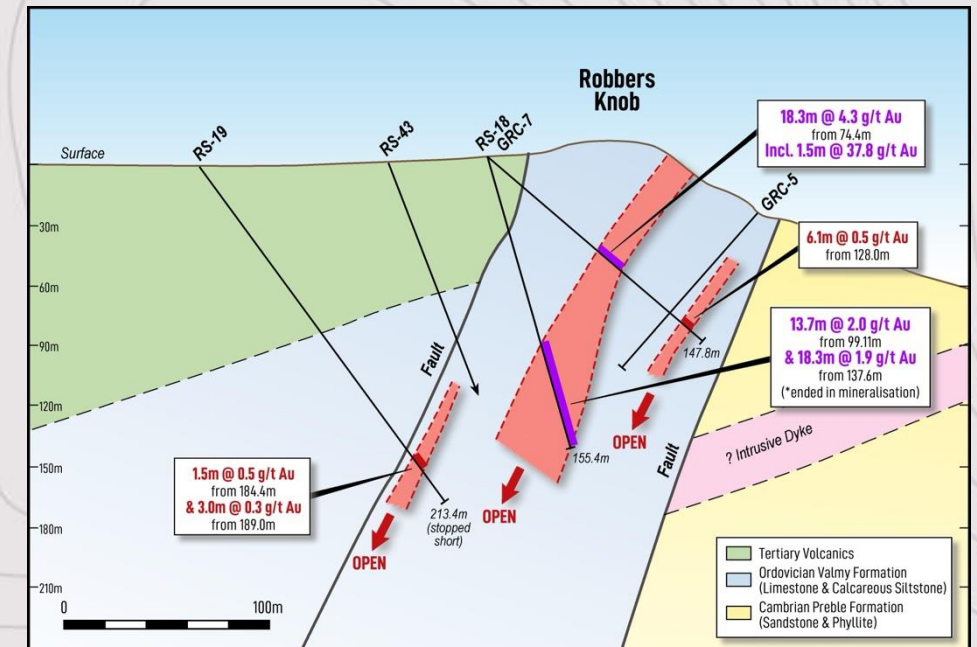 Robbers
Knob
Surface
RS-19
RS-43
RS-18
GRC-7
GRC-5
18.3m @ 4.3 g/t Au
from 74.4m
Incl. 1.5m @ 37.8 g/t Au
6.1m @ 0.5 g/t Au
from 128.0m
13.7m @ 2.0 g/t Au
from 99.11m
& 18.3m @ 1.9 g/t Au
from 137.6m
(*ended in mineralisation)
30m
60m
90m
120m
150m
180m
210m
Fault
147.8m
OPEN
Fault
? Intrusive Dyke
155.4m
OPEN
1.5m @ 0.5 g/t Au
from 184.4m
& 3.0m @ 0.3 g/t Au
from 189.0m
213.4m
(stopped
short)
OPEN
0 100m
Tertiary Volcanics
Ordovician Valmy Formation
(Limestone & Calcareous Siltstone)
Cambrian Preble Formation
(Sandstone & Phyllite)